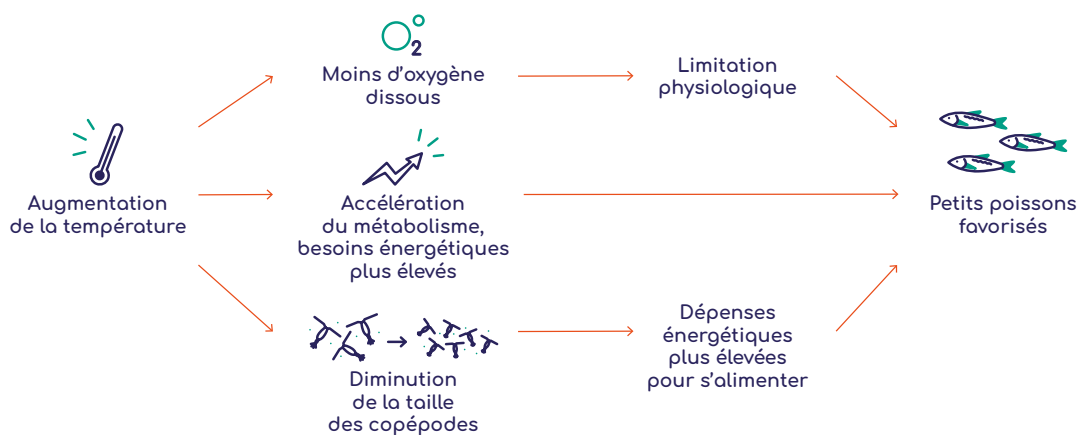 2
Moins d'oxygène
dissous
Limitation
physiologique
Augmentation
de la température
Accélération
du métabolisme,
besoins énergétiques
plus élevés
Petits poissons
favorisés
Diminution
de la taille
des copépodes
Dépenses
énergétiques
plus élevées
pour s'alimenter